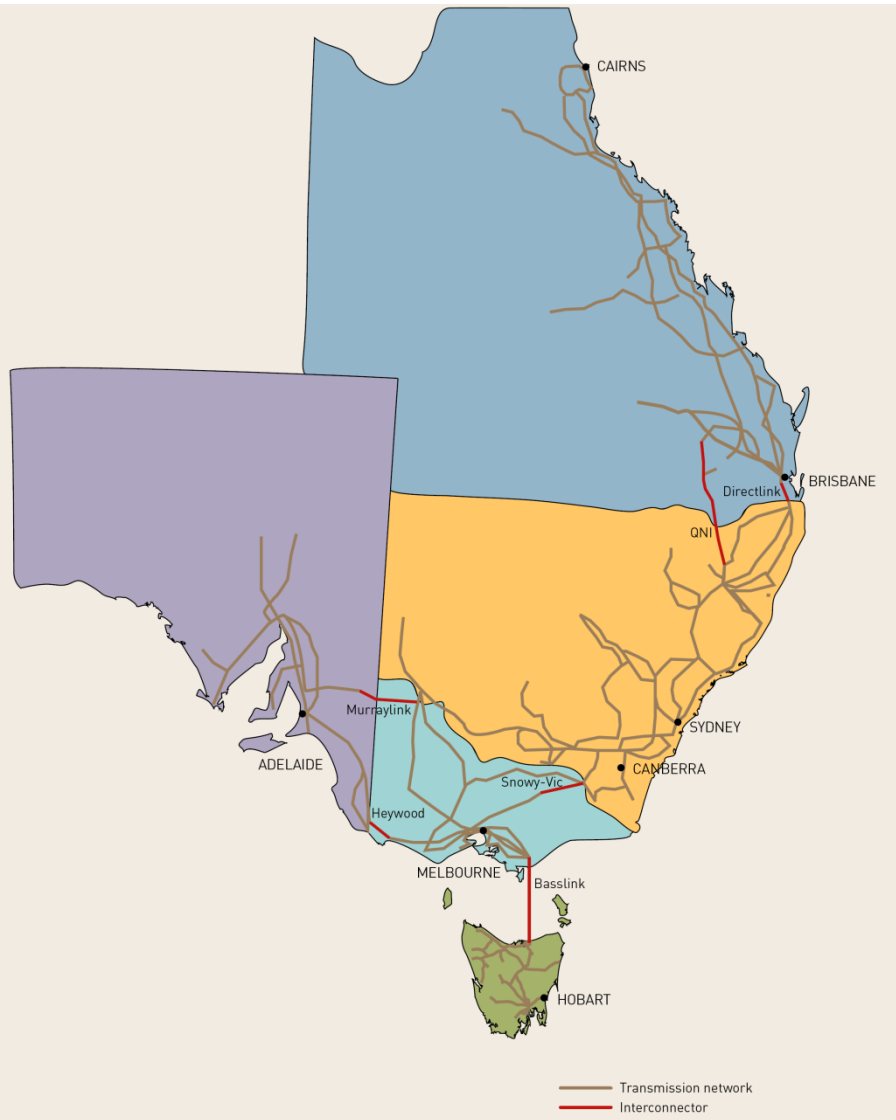 CAIRNS
BRISBANE
Directlink
QNI
Murraylink
SYDNEY
ADELAIDE
CANBERRA
Snowy-Vic
Heywood
MELBOURNE
Basslink
HOBART
Transmission network
Interconnector